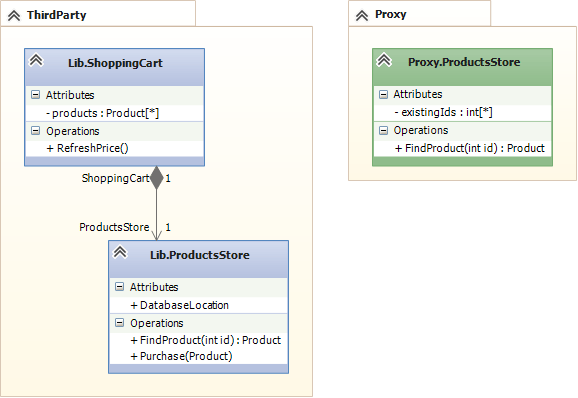 ThirdParty
Lib.ShoppingCart
Attributes
- products : Product[*]
Operations
+ RefreshPrice()
ShoppingCart 1
ProductsStore 1
Lib.ProductsStore
Attributes
+ DatabaseLocation
Operations
+ FindProduct(int id) : Product
+ Purchase(Product)
Proxy
Proxy.ProductsStore
Attributes
- existingIds : int[*]
Operations
+ FindProduct(int id) : Product